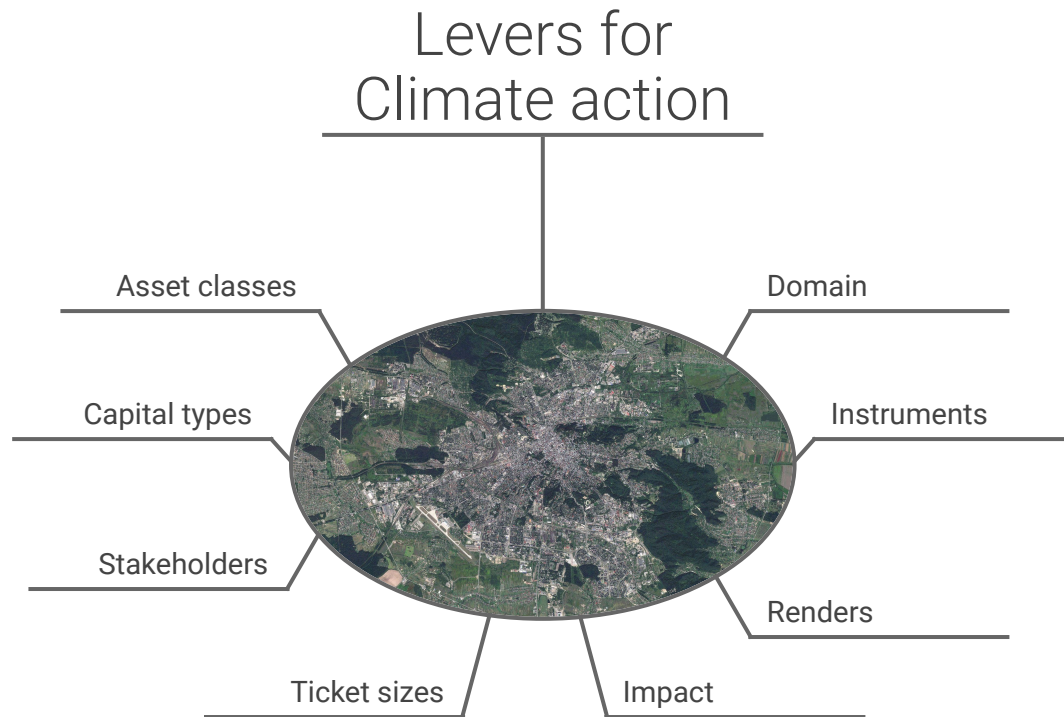 Levers for
Climate action
Asset classes
Domain
Capital types
Instruments
Stakeholders
Renders
Ticket sizes
Impact